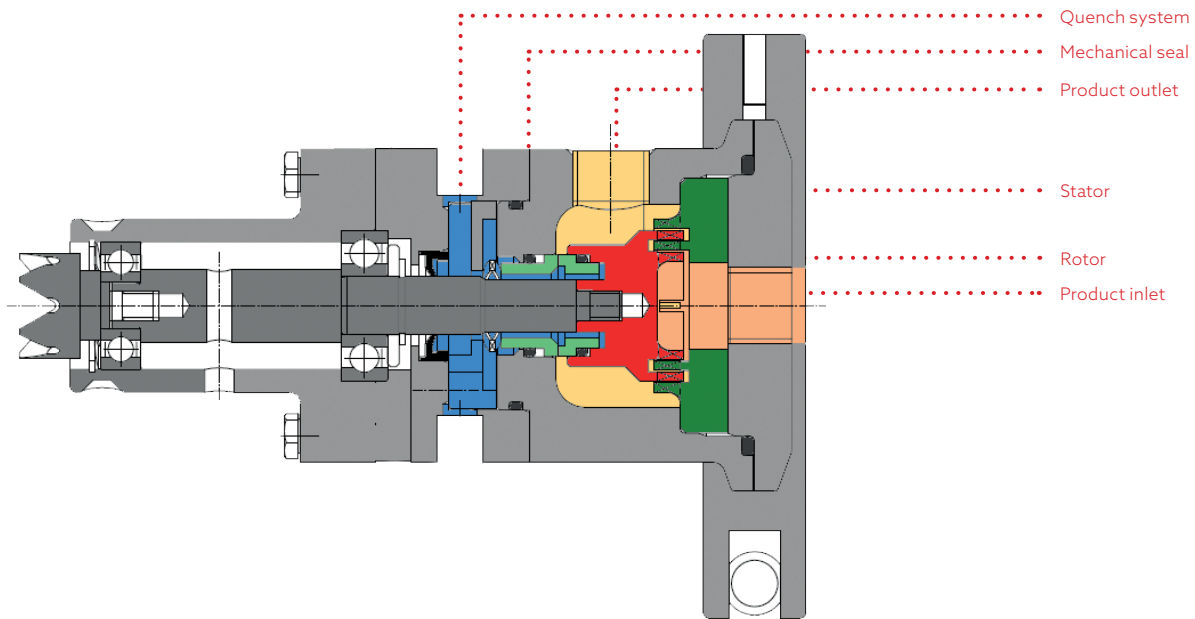 Quench system
Mechanical seal
Product outlet
Stator
Rotor
Product inlet